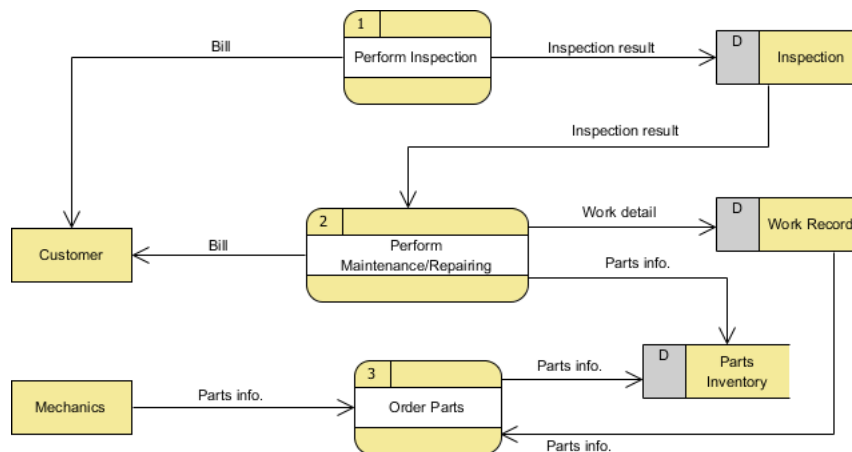 1
Bill
Perform Inspection
Inspection result
D
Inspection
Inspection result
2
Work detail
D
Work Record
Customer
Bill
Perform
Maintenance/Repairing
Parts info.
3
Parts info.
D
Parts
Inventory
Mechanics
Parts info.
Order Parts
Parts info.